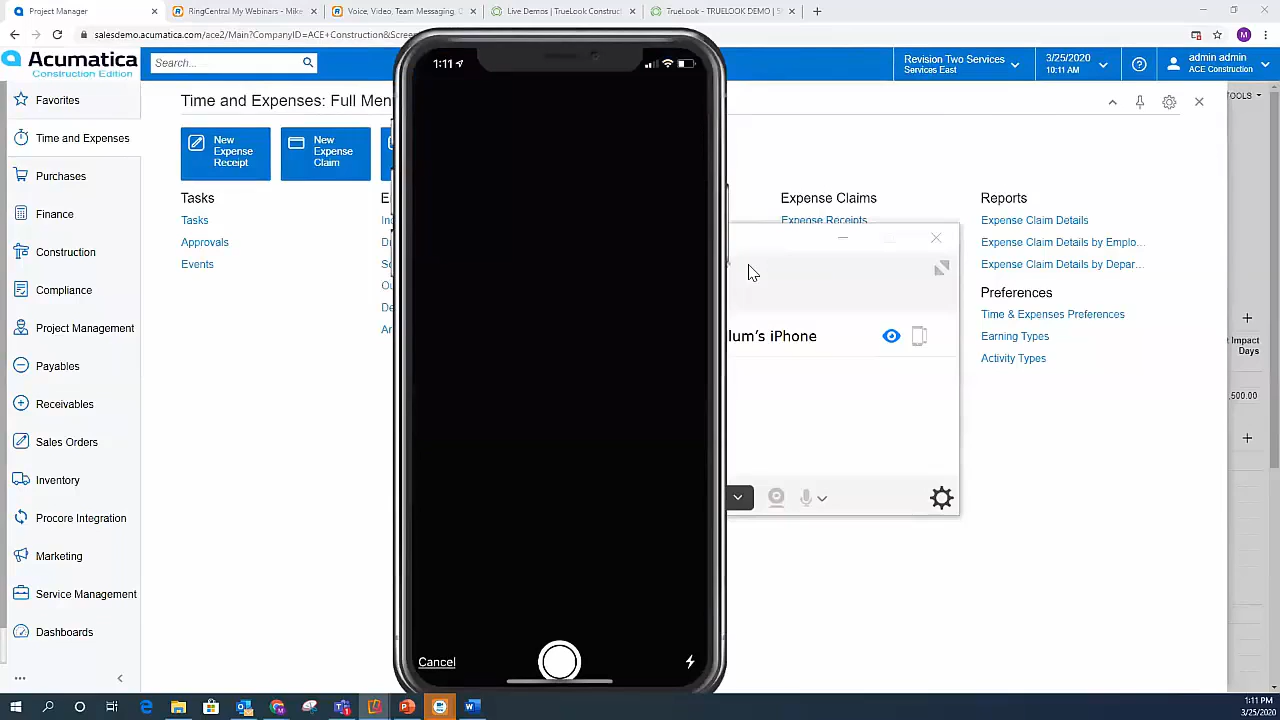 Project Manager
RingCentral My Webinars - Mike
Voice, Video, Team Messaging, C
Live Demos | TrueLook Construct
TrueLook - TRUELOOK DEMO | S
salesdemo.acumatica.com/ace2/Main?CompanyID=ACE+Construction&Scree
M
Acumatica
Construction Edition
Search...
Revision Two Services
Services East
3/25/2020
10:11 AM
admin admin
ACE Construction
Favorites
Time and Expenses
Purchases
Finance
Construction
Compliance
Project Management
Payables
Receivables
Sales Orders
Inventory
Procore Integration
Marketing
Service Management
Dashboards
Time and Expenses: Full Men
New
Expense
Receipt
New
Expense
Claim
Tasks
Tasks
Approvals
Events
1:11
Cancel
Expense Claims
Expense Receipts
lum's iPhone
Reports
Expense Claim Details
Expense Claim Details by Emplo...
Expense Claim Details by Depar...
Preferences
Time & Expenses Preferences
Earning Types
Activity Types
TOOLS
Impact
Days
,500.00
1:11 PM
3/25/2020